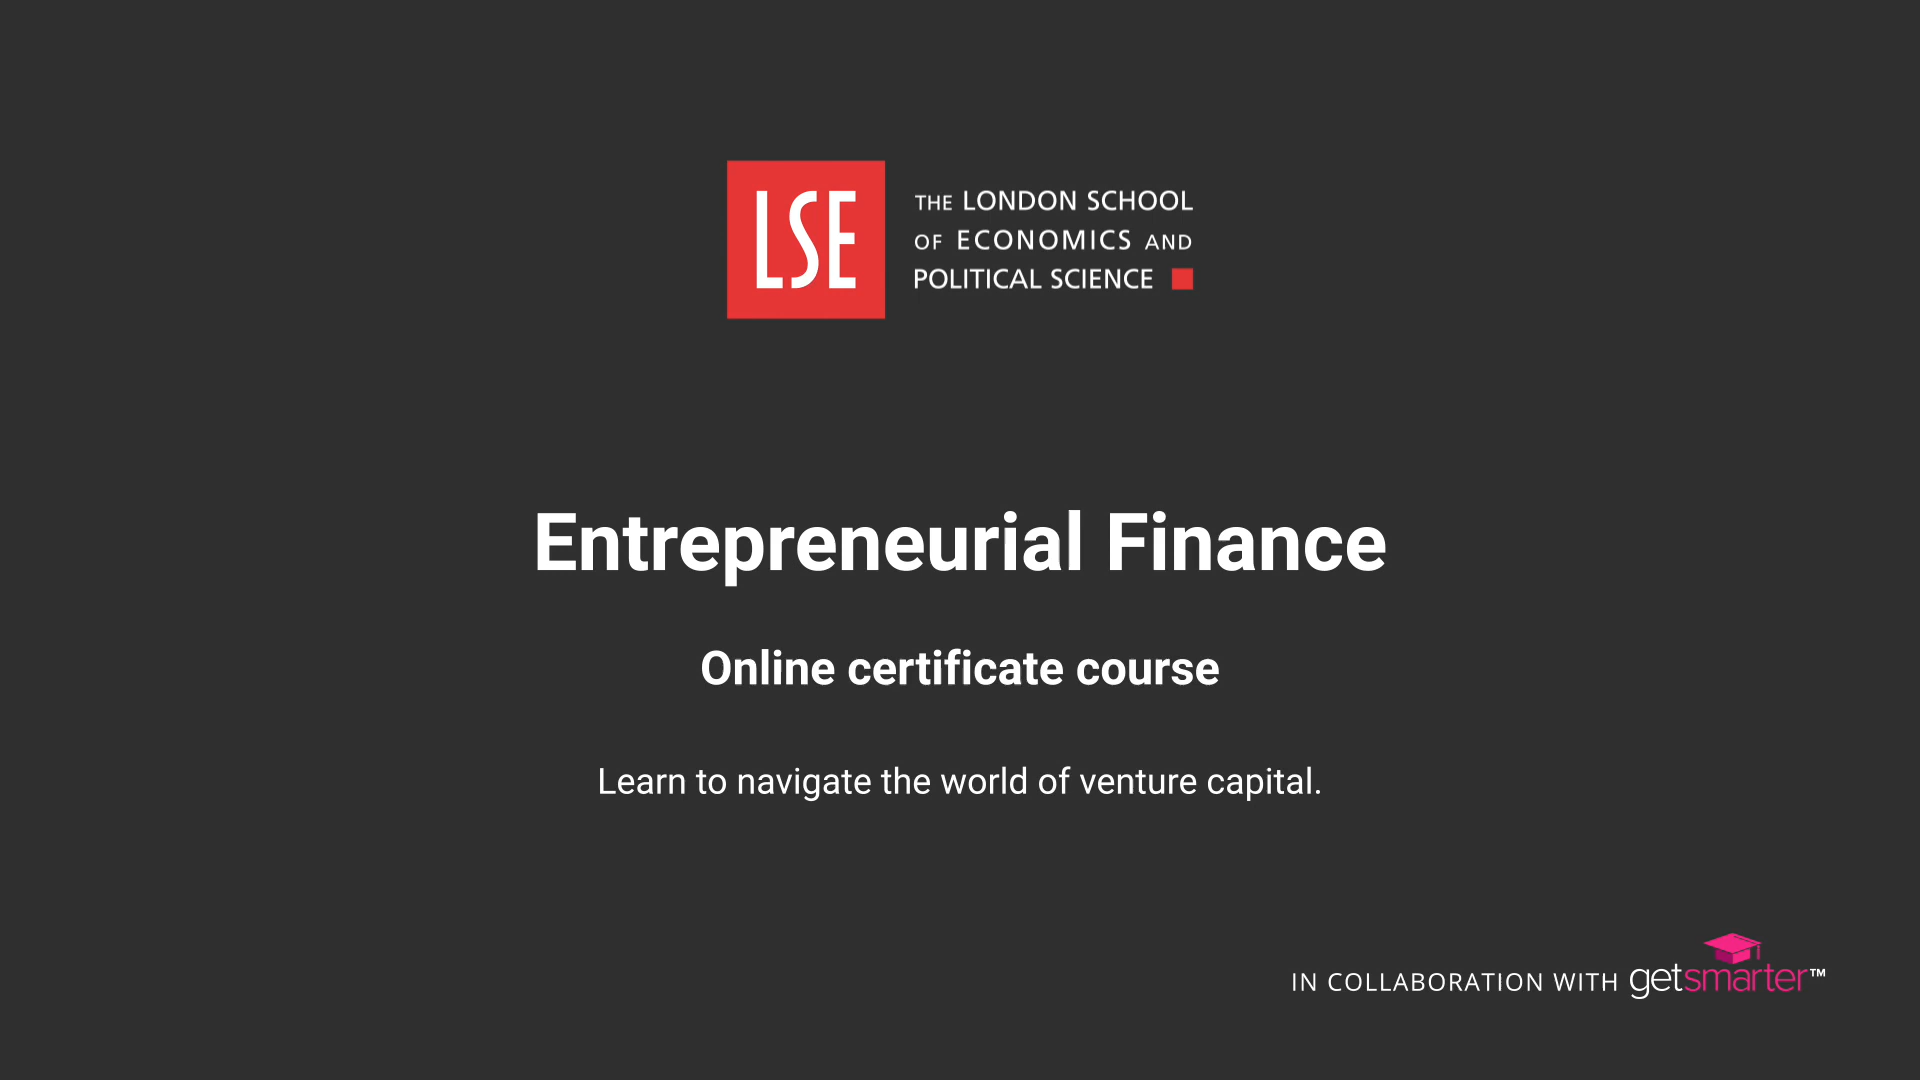 LSE
THE LONDON SCHOOL
OF ECONOMICS AND
POLITICAL SCIENCE
Entrepreneurial Finance
Online certificate course
Learn to navigate the world of venture capital.
IN COLLABORATION WITH getsmarter™